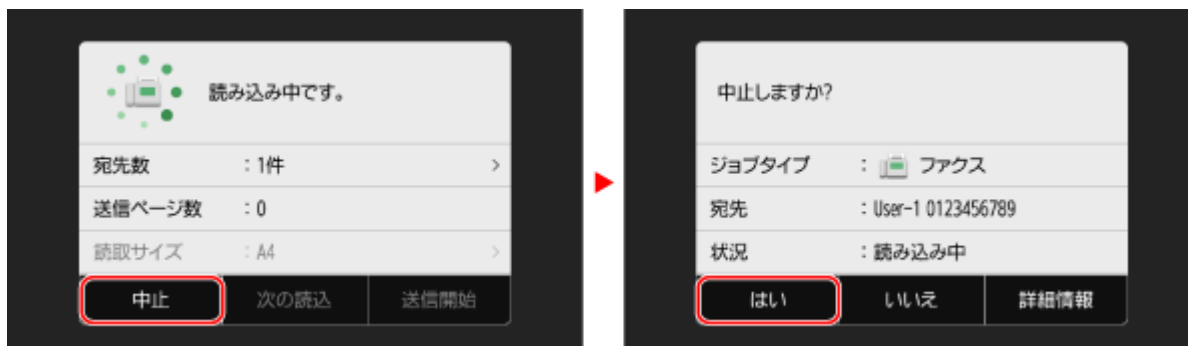 読み込み中です。
宛先数 : 1件 >
送信ページ数 : 0
読取サイズ : A4 >
中止 次の読込 送信開始
中止しますか?
ジョブタイプ : ファクス
宛先 : User-1 0123456789
状況 : 読み込み中
はい いいえ 詳細情報